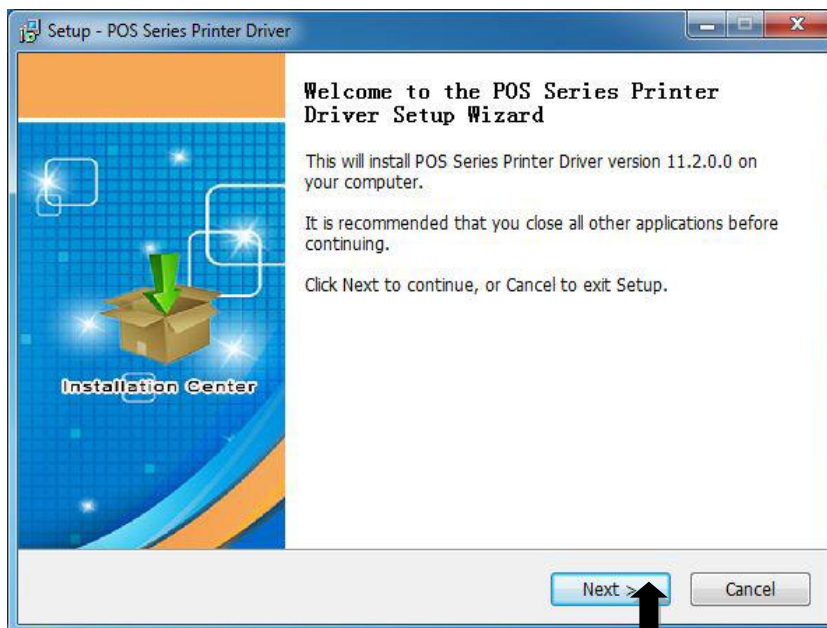 Setup - POS Series Printer Driver
Welcome to the POS Series Printer
Driver Setup Wizard
This will install POS Series Printer Driver version 11.2.0.0 on
your computer.
It is recommended that you close all other applications before
continuing.
Click Next to continue, or Cancel to exit Setup.
Installation Center
Next >
Cancel